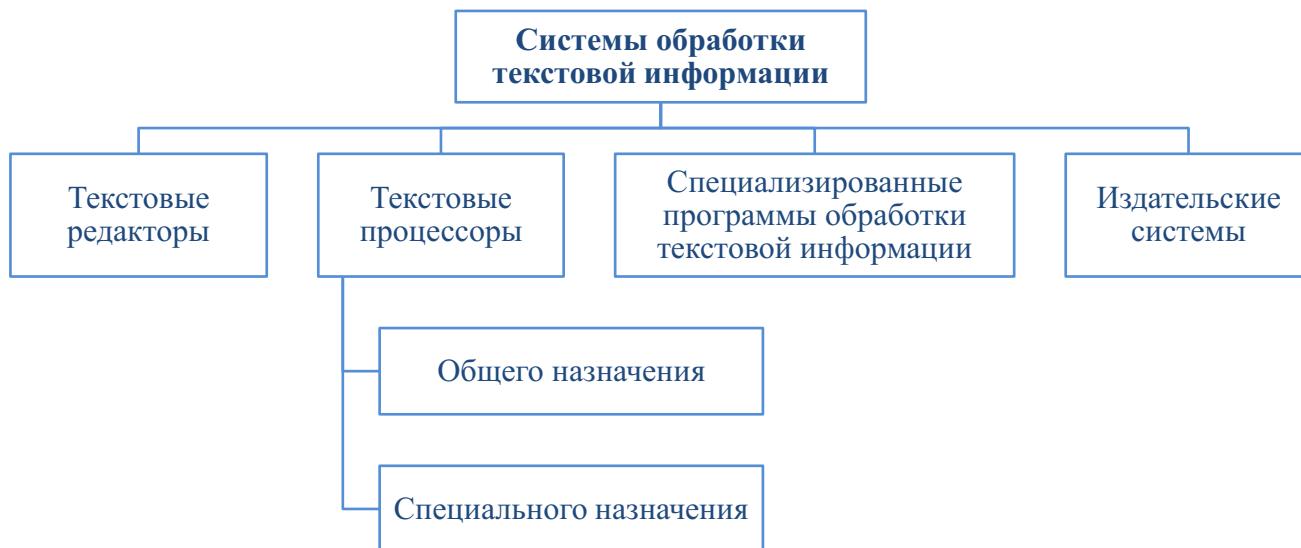 Системы обработки
текстовой информации
Текстовые
редакторы
Текстовые
процессоры
Специализированные
программы обработки
текстовой информации
Издательские
системы
Общего назначения
Специального назначения